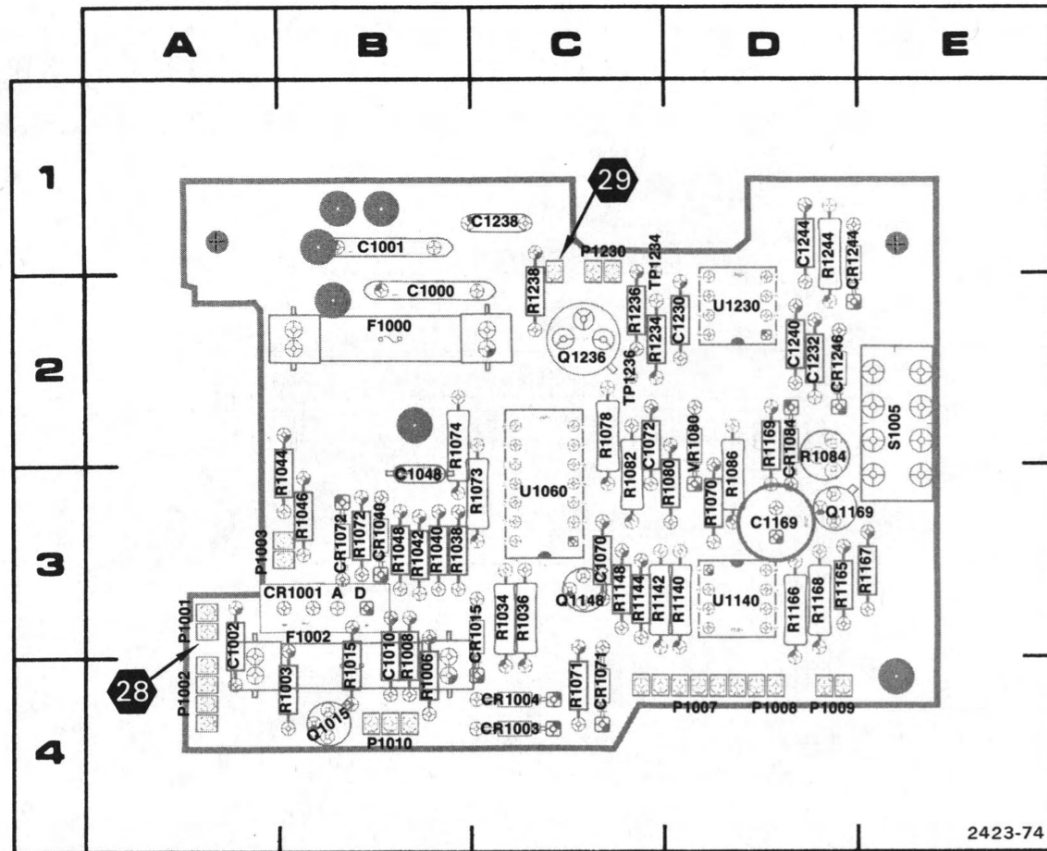 A B C D E
1
29
C1238
C1001
P1230
TP1234
C1244
R1244
CR1244
R1238
C1000
R1236
R1234
C1230
U1230
F1000
Q1236
TP1236
C1240
C1232
CR1246
2
S1005
R1074
R1078
C1072
VR1080
R1169
CR1084
R1084
R1044
C1048
R1073
U1060
R1082
R1080
R1086
R1046
R1070
C1169
Q1169
P1003
CR1072
R1072
CR1040
R1048
R1042
R1040
R1038
3
C1070
R1148
R1144
R1142
R1140
U1140
R1166
R1168
R1165
R1167
CR1001 A D
Q1148
R1034
R1036
P1001
C1002
F1002
CR1015
R1015
C1010
R1008
R1006
28
P1002
R1003
CR1004
R1071
CR1071
P1007
P1008
P1009
Q1015
P1010
CR1003
4
2423-74